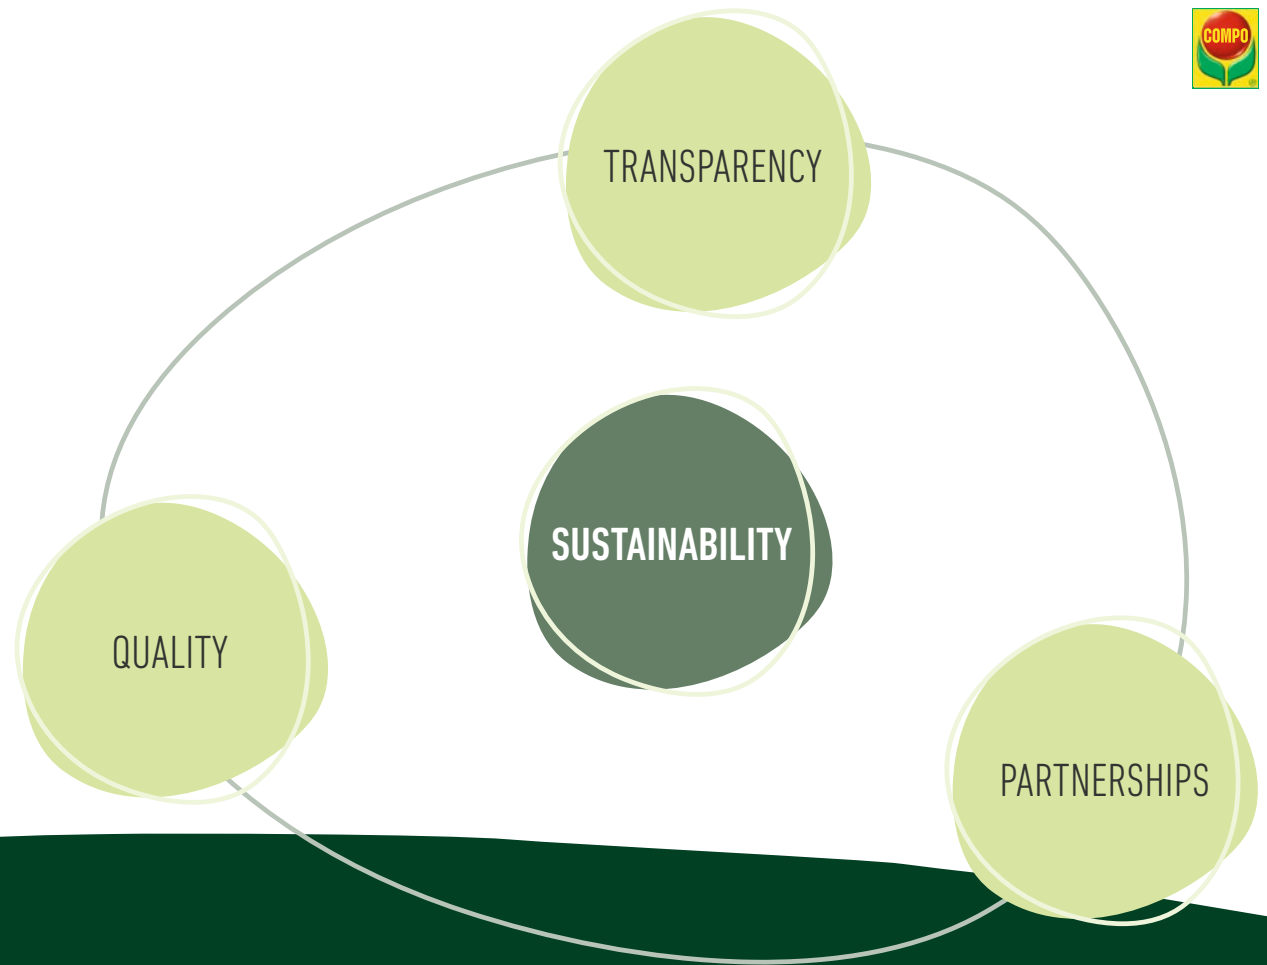 COMPO
TRANSPARENCY
SUSTAINABILITY
QUALITY
PARTNERSHIPS